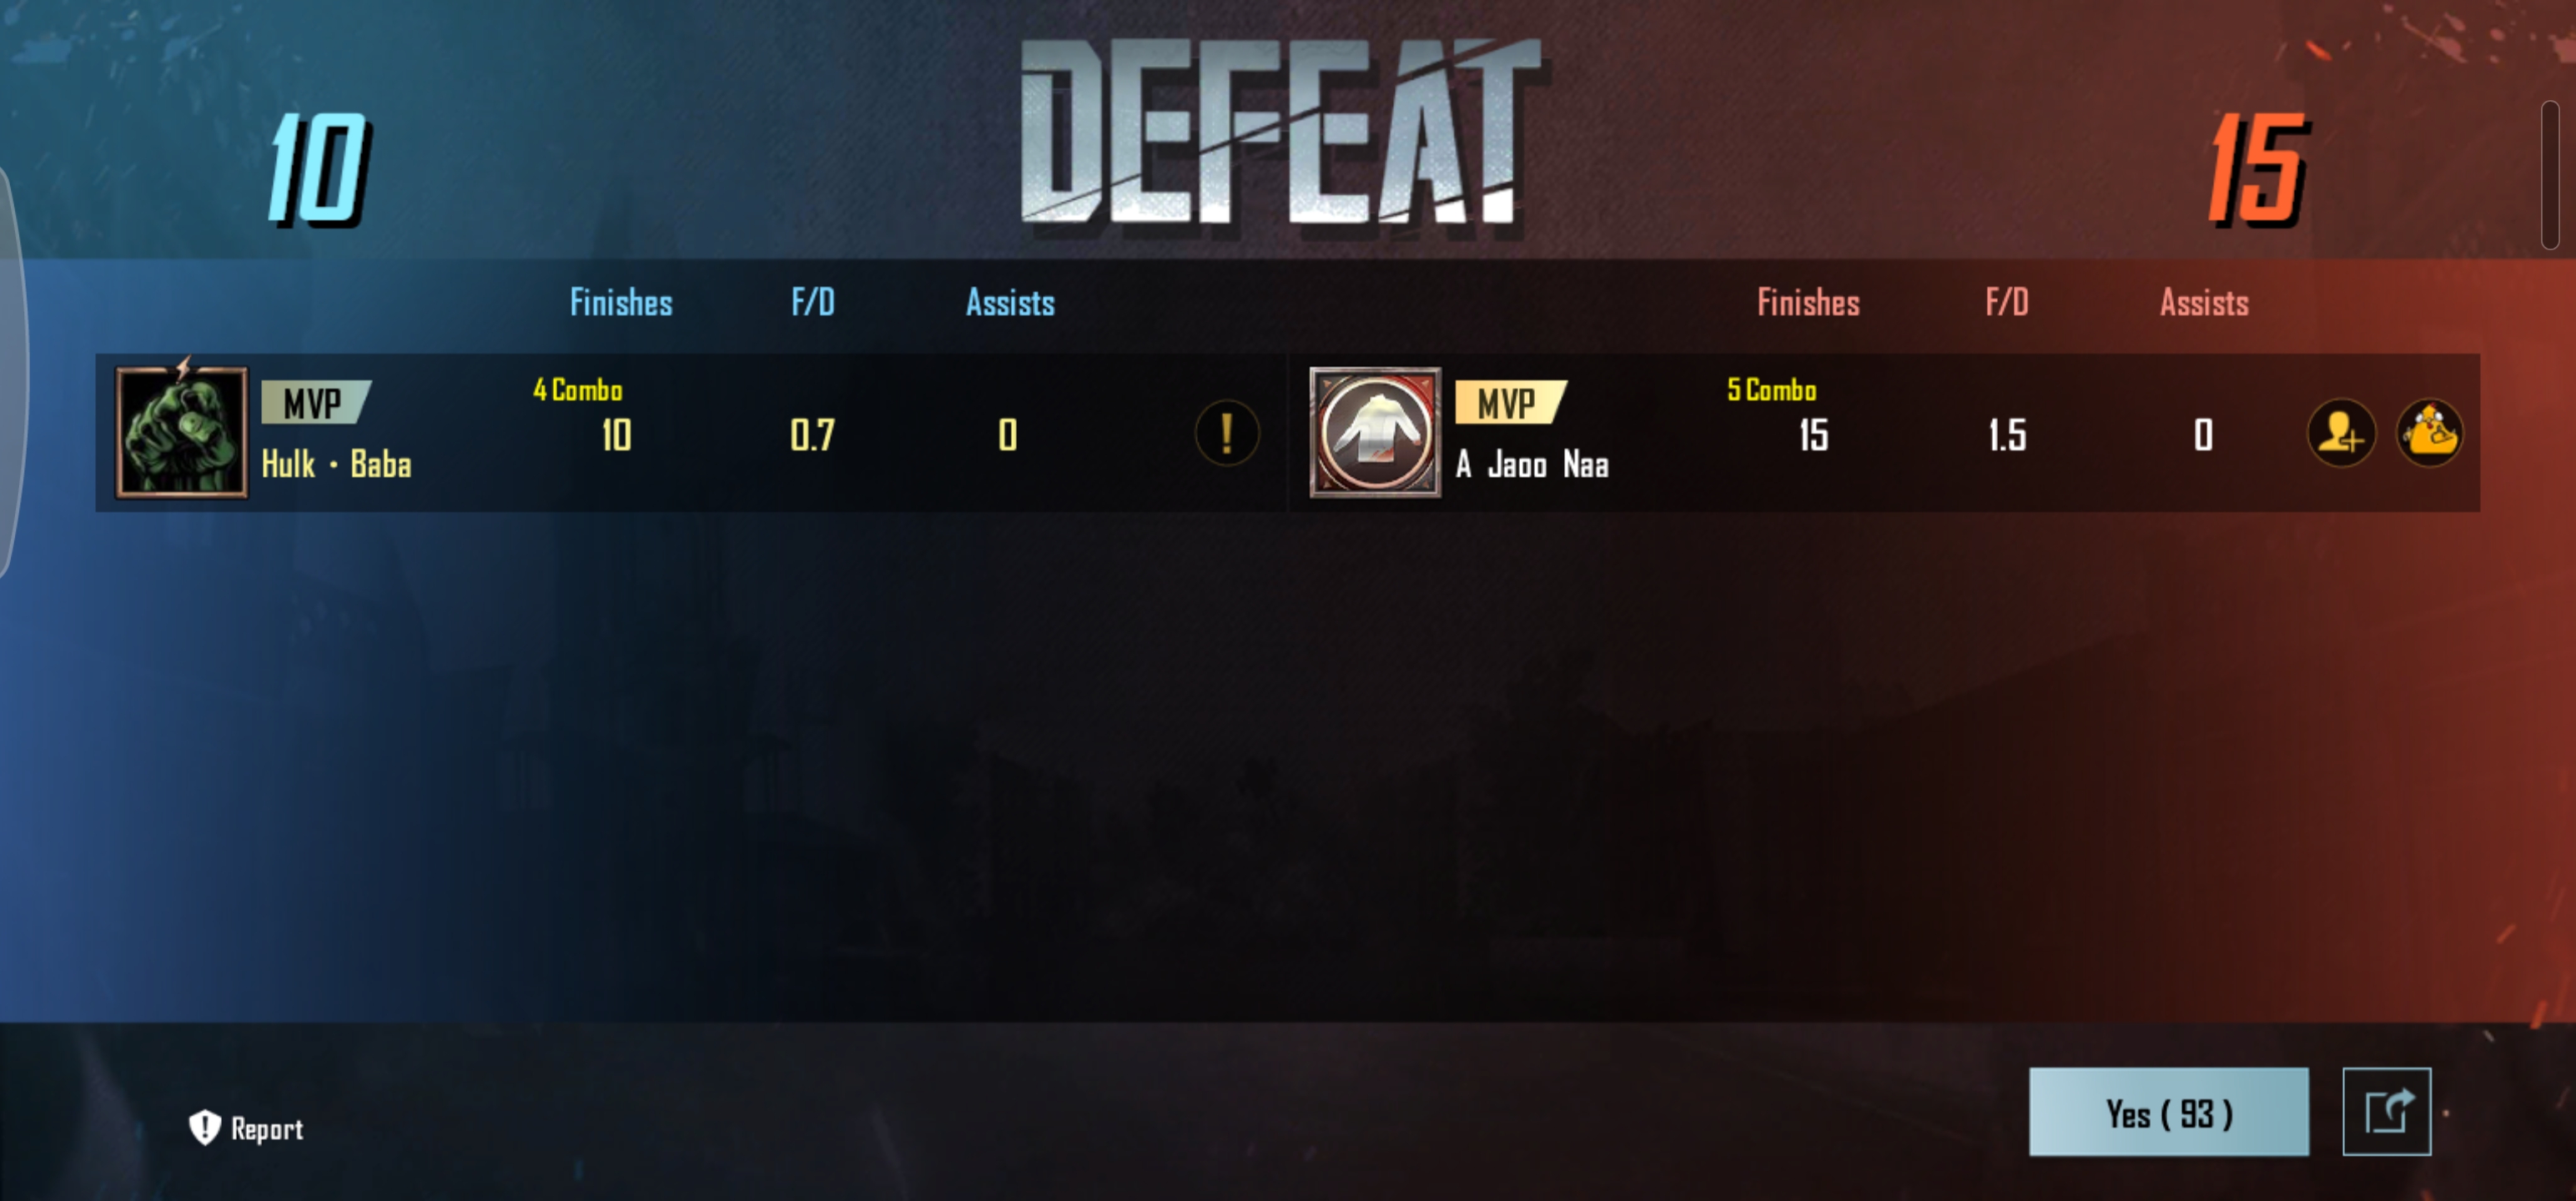 DEFEAT
10
15
Finishes F/D Assists
Finishes F/D Assists
MVP
4 Combo
10 0.7 0
Hulk • Baba
MVP
5 Combo
15 1.5 0
A Jaoo Naa
Report
Yes ( 93 )